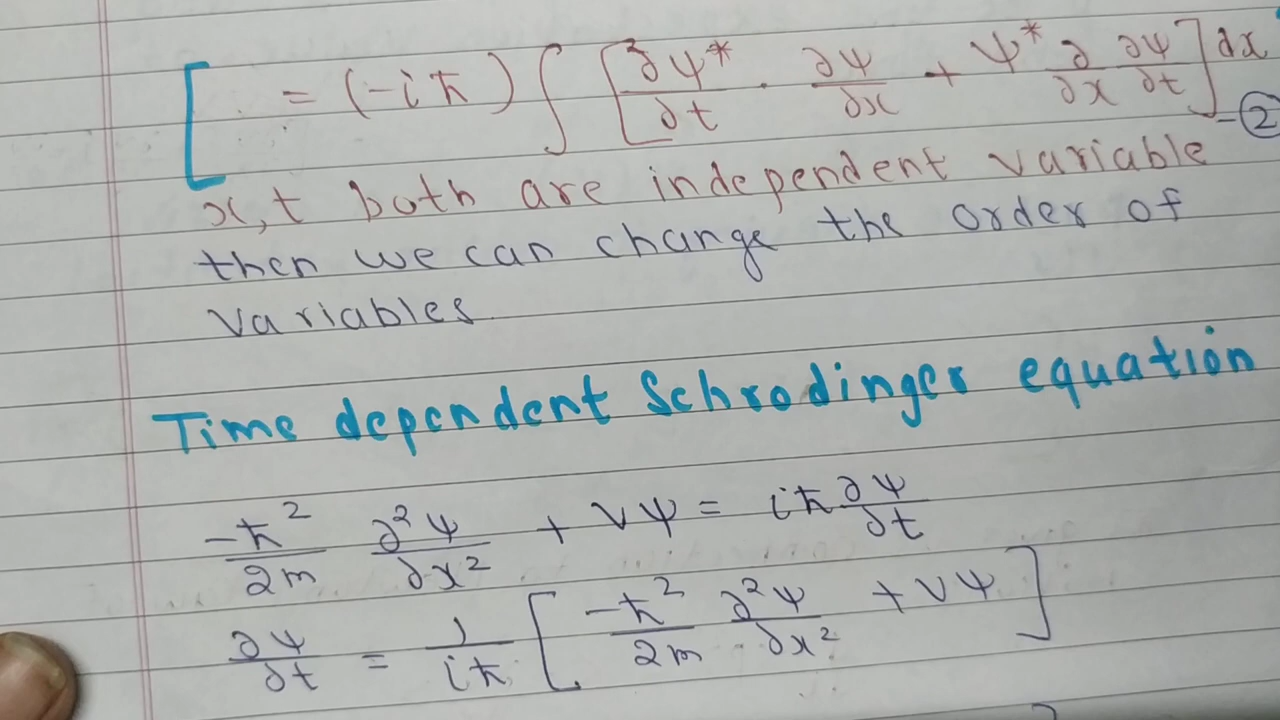 = (-iħ) ∫ [∂ψ*/∂t · ∂ψ/∂x + ψ* ∂/∂x ∂ψ/∂t] dx
-②
x, t both are independent variable
then we can change the order of
variables.
Time dependent Schrodinger equation
-ħ²/2m ∂²ψ/∂x² + Vψ = iħ ∂ψ/∂t
∂ψ/∂t = 1/iħ [-ħ²/2m ∂²ψ/∂x² + Vψ]